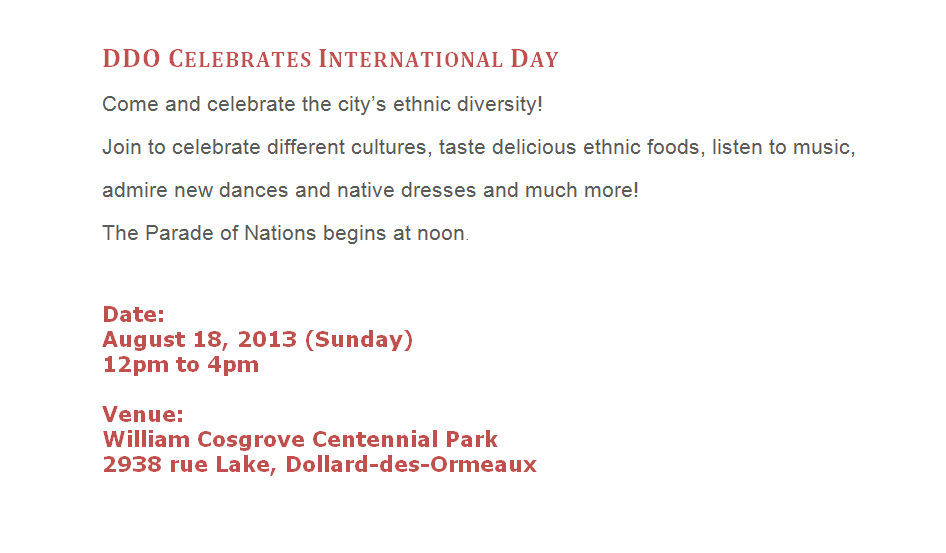 DDO CELEBRATES INTERNATIONAL DAY
Come and celebrate the city’s ethnic diversity!
Join to celebrate different cultures, taste delicious ethnic foods, listen to music,
admire new dances and native dresses and much more!
The Parade of Nations begins at noon.
Date:
August 18, 2013 (Sunday)
12pm to 4pm
Venue:
William Cosgrove Centennial Park
2938 rue Lake, Dollard-des-Ormeaux